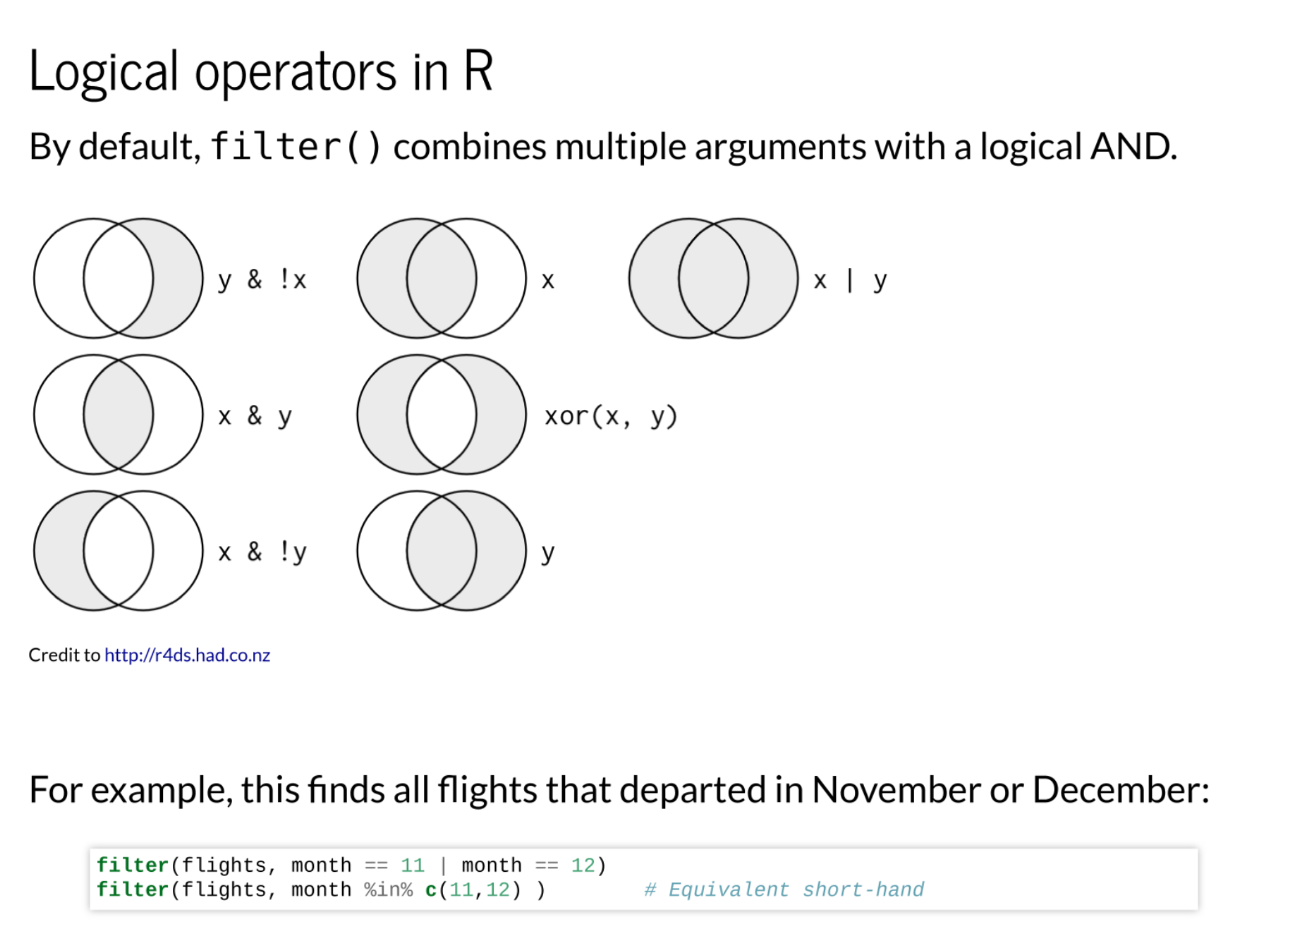 Logical operators in R
By default, filter() combines multiple arguments with a logical AND.
y & !x
x
x | y
x & y
xor(x, y)
x & !y
y
Credit to http://r4ds.had.co.nz
For example, this finds all flights that departed in November or December:
filter(flights, month == 11 | month == 12)
filter(flights, month %in% c(11,12) ) # Equivalent short-hand